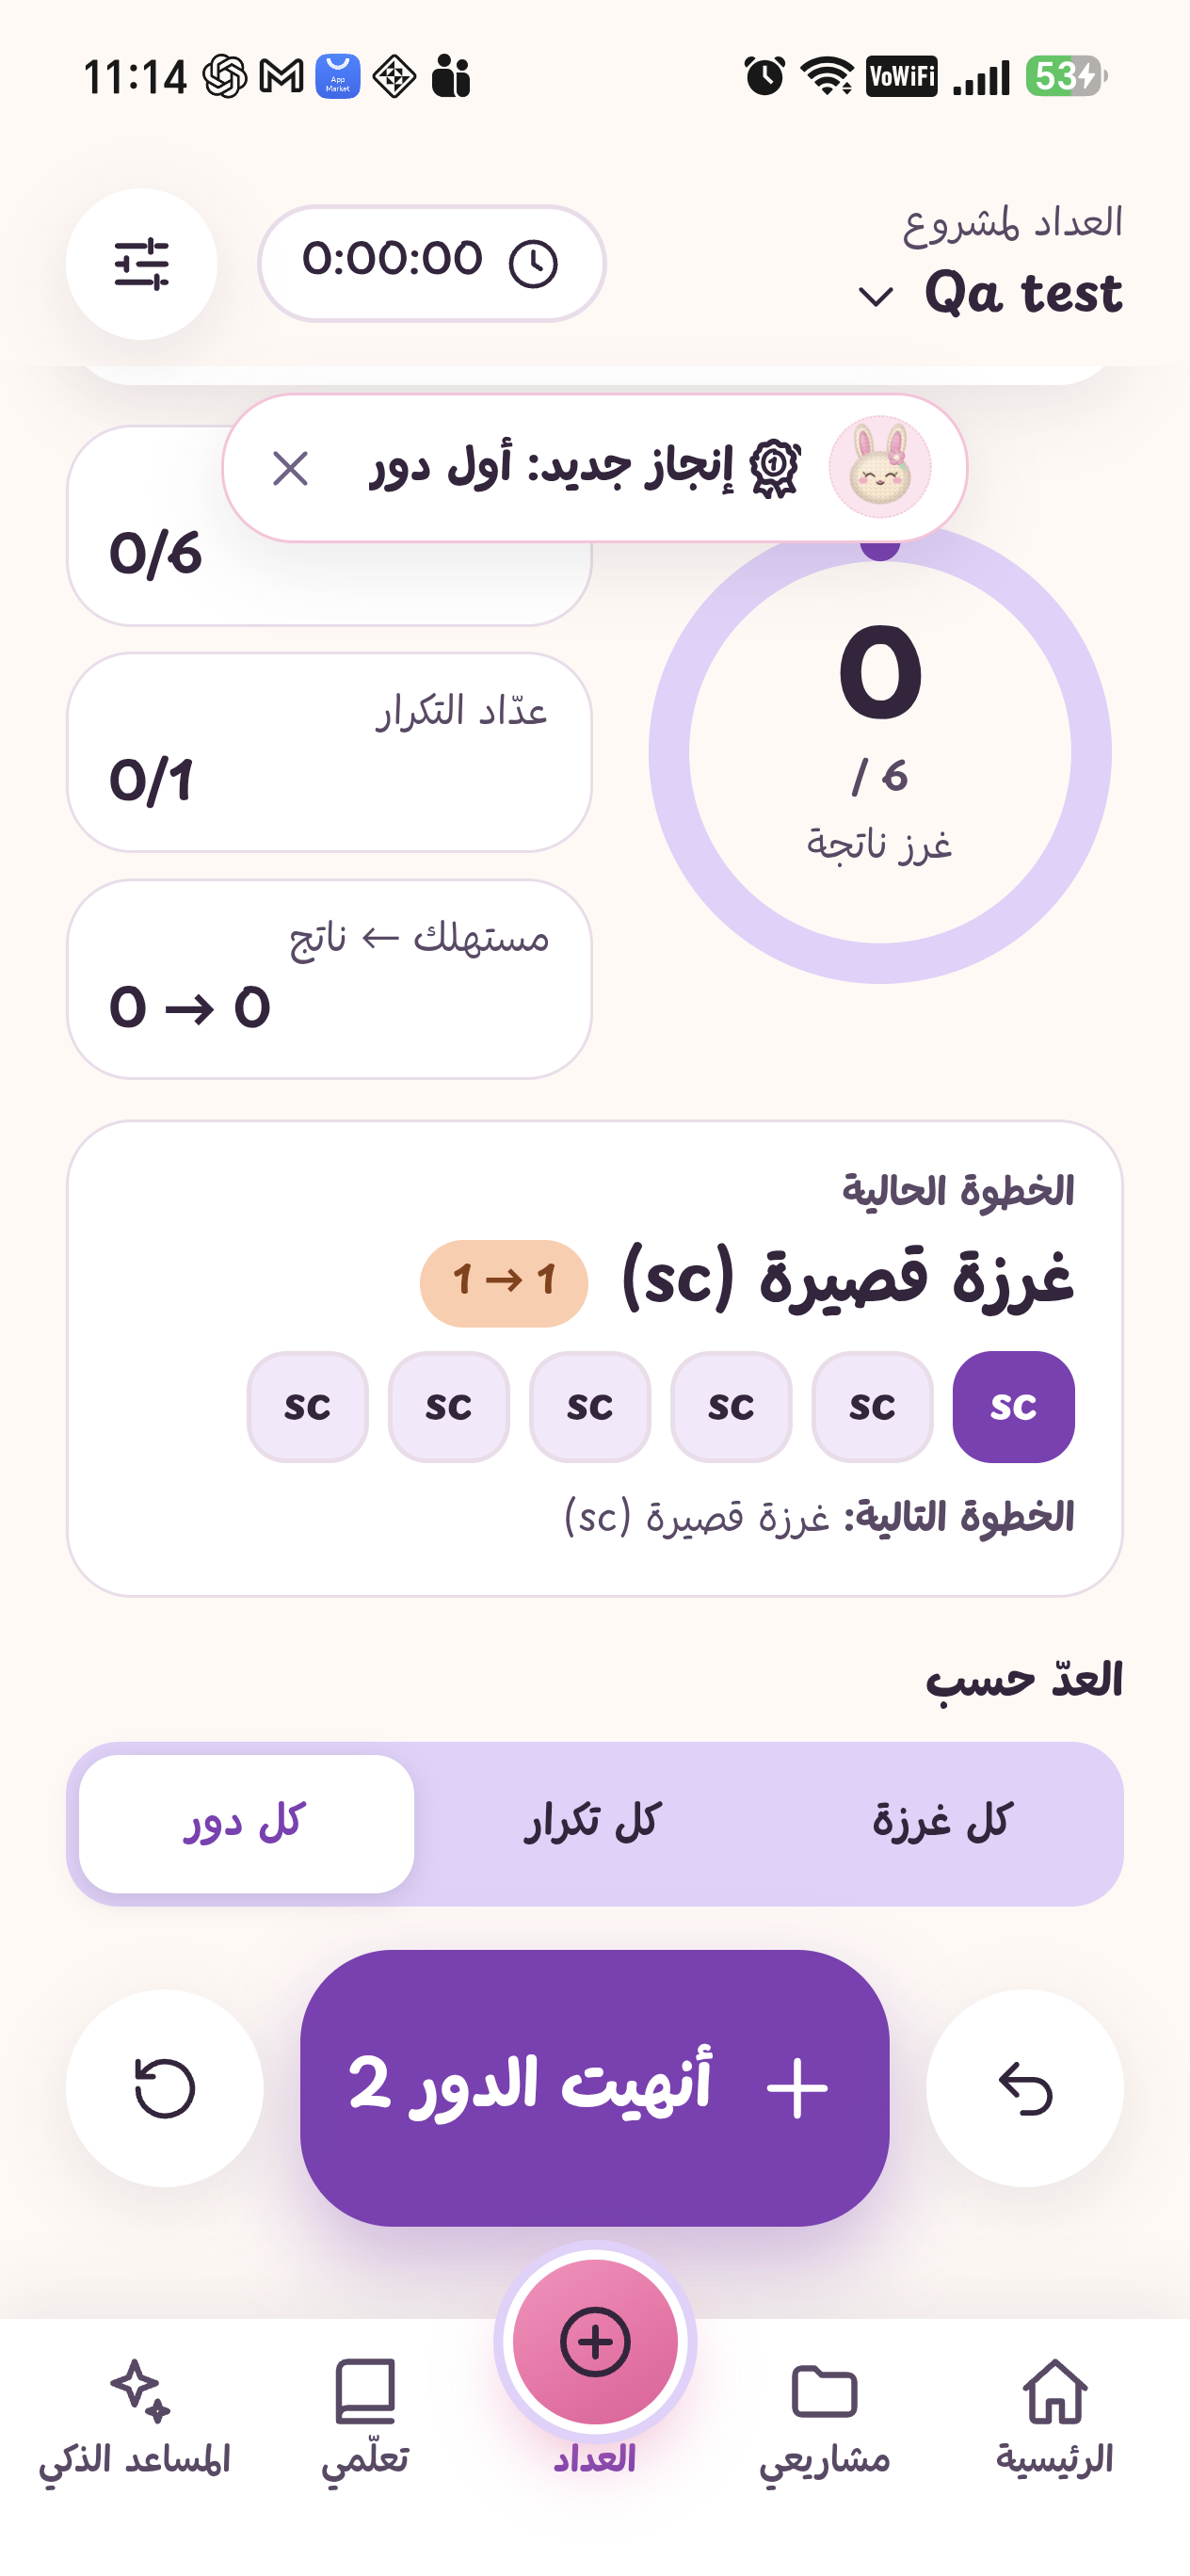 11:14
App Market
VoWiFi
53
العداد لمشروع
Qa test
0:00:00
إنجاز جديد: أول دور
0/6
0
/ 6
غرز ناتجة
عدّاد التكرار
0/1
مستهلك ← ناتج
0 → 0
الخطوة الحالية
غرزة قصيرة (sc)
1 → 1
sc sc sc sc sc sc
الخطوة التالية: غرزة قصيرة (sc)
العدّ حسب
كل غرزة
كل تكرار
كل دور
أنهيت الدور 2
الرئيسية
مشاريعي
العداد
تعلّمي
المساعد الذكي